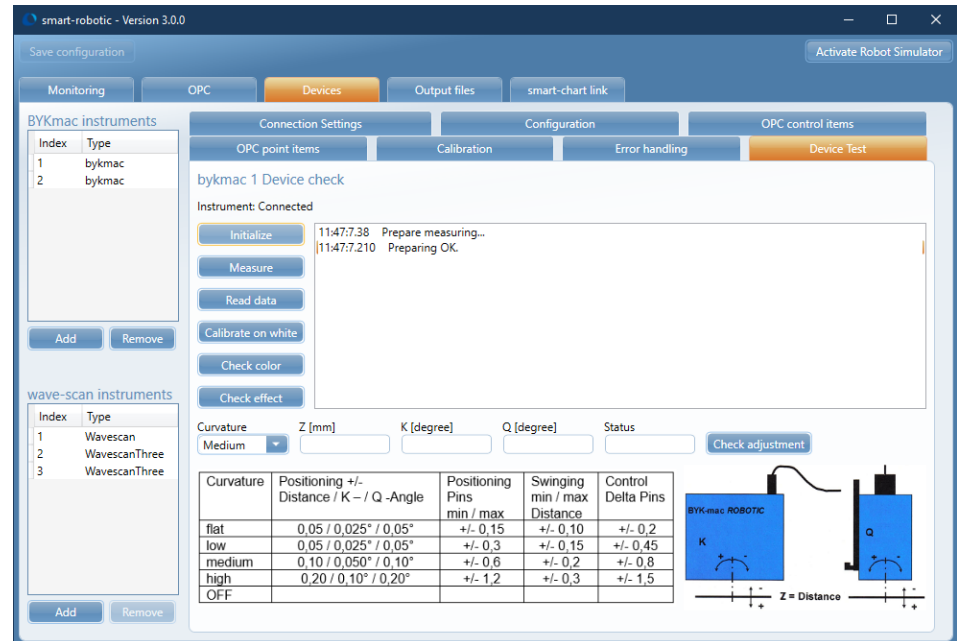 smart-robotic - Version 3.0.0
Save configuration
Activate Robot Simulator
Monitoring OPC Devices Output files smart-chart link
BYKmac instruments
Index Type
1 bykmac
2 bykmac
Add Remove
wave-scan instruments
Index Type
1 Wavescan
2 WavescanThree
3 WavescanThree
Add Remove
Connection Settings Configuration OPC control items
OPC point items Calibration Error handling Device Test
bykmac 1 Device check
Instrument: Connected
Initialize
Measure
Read data
Calibrate on white
Check color
Check effect
11:47:7.38 Prepare measuring...
11:47:7.210 Preparing OK.
Curvature Z [mm] K [degree] Q [degree] Status
Medium Check adjustment
Curvature Positioning +/- Distance / K – / Q -Angle Positioning Pins min / max Swinging min / max Distance Control Delta Pins
flat 0,05 / 0,025° / 0,05° +/- 0,15 +/- 0,10 +/- 0,2
low 0,05 / 0,025° / 0,05° +/- 0,3 +/- 0,15 +/- 0,45
medium 0,10 / 0,050° / 0,10° +/- 0,6 +/- 0,2 +/- 0,8
high 0,20 / 0,10° / 0,20° +/- 1,2 +/- 0,3 +/- 1,5
OFF
BYK-mac ROBOTIC
K
- +
Q
- +
Z = Distance
- +
- +